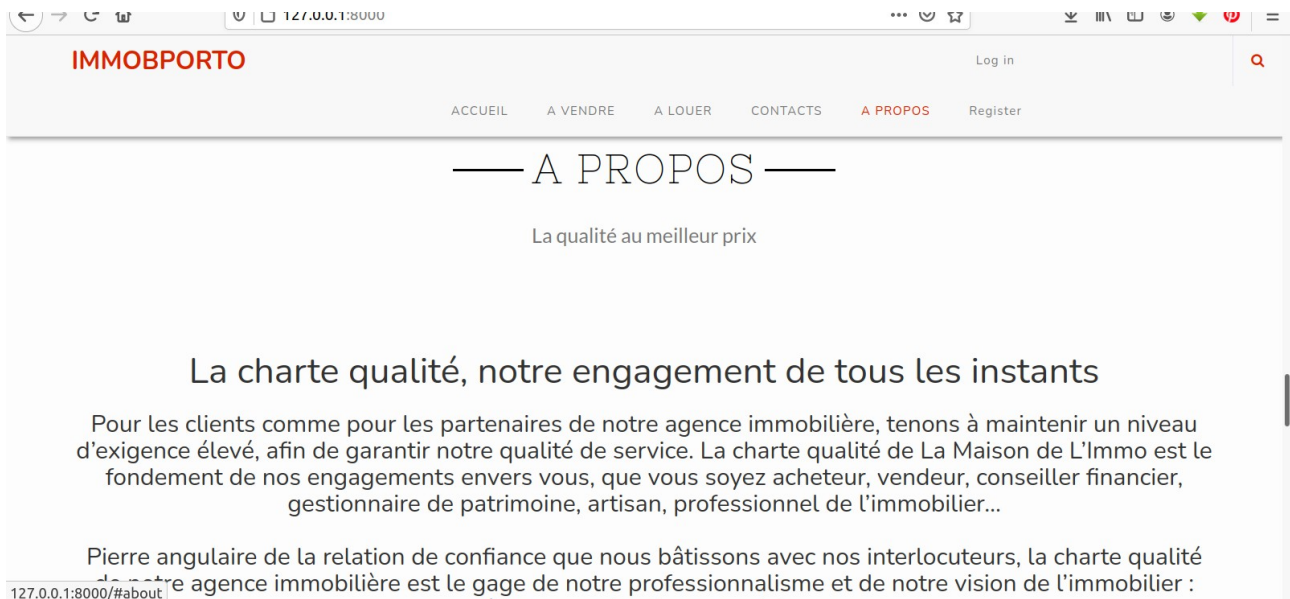 127.0.0.1:8000
IMMOBPORTO
Log in
ACCUEIL A VENDRE A LOUER CONTACTS A PROPOS Register
A PROPOS
La qualité au meilleur prix
La charte qualité, notre engagement de tous les instants
Pour les clients comme pour les partenaires de notre agence immobilière, tenons à maintenir un niveau
d’exigence élevé, afin de garantir notre qualité de service. La charte qualité de La Maison de L’Immo est le
fondement de nos engagements envers vous, que vous soyez acheteur, vendeur, conseiller financier,
gestionnaire de patrimoine, artisan, professionnel de l’immobilier...
Pierre angulaire de la relation de confiance que nous bâtissons avec nos interlocuteurs, la charte qualité
de notre agence immobilière est le gage de notre professionnalisme et de notre vision de l’immobilier :
127.0.0.1:8000/#about